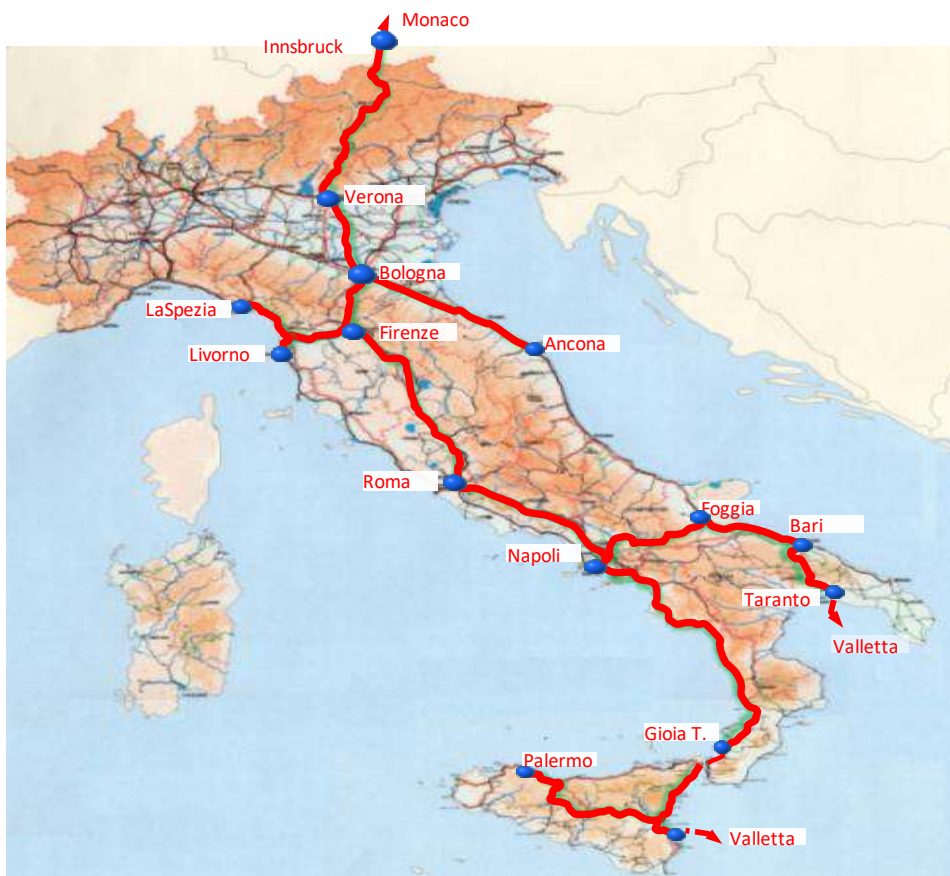 Monaco
Innsbruck
Verona
Bologna
LaSpezia
Firenze
Livorno
Ancona
Roma
Foggia
Bari
Napoli
Taranto
Valletta
Gioia T.
Palermo
Valletta